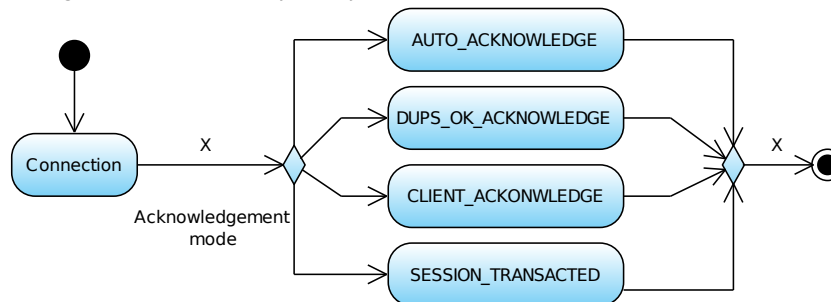 AUTO_ACKNOWLEDGE
DUPS_OK_ACKNOWLEDGE
X
X
Connection
CLIENT_ACKONWLEDGE
Acknowledgement
mode
SESSION_TRANSACTED